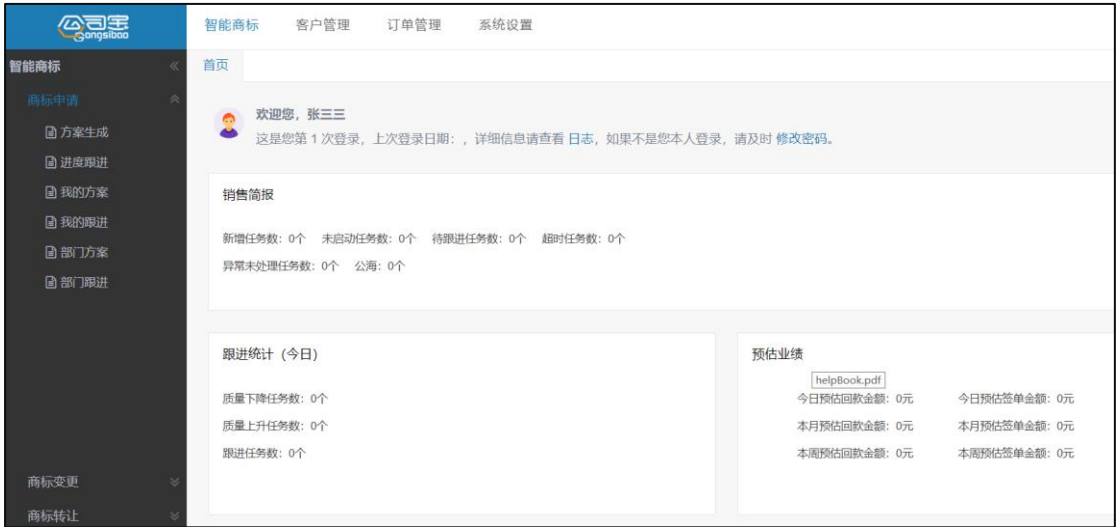 公司宝
Gongsibao
智能商标 客户管理 订单管理 系统设置
智能商标
首页
商标申请
方案生成
进度跟进
我的方案
我的跟进
部门方案
部门跟进
商标变更
商标转让
欢迎您，张三三
这是您第 1 次登录，上次登录日期：，详细信息请查看 日志，如果不是您本人登录，请及时 修改密码。
销售简报
新增任务数：0个 未启动任务数：0个 待跟进任务数：0个 超时任务数：0个
异常未处理任务数：0个 公海：0个
跟进统计（今日）
质量下降任务数：0个
质量上升任务数：0个
跟进任务数：0个
预估业绩
helpBook.pdf
今日预估回款金额：0元 今日预估签单金额：0元
本月预估回款金额：0元 本月预估签单金额：0元
本周预估回款金额：0元 本周预估签单金额：0元